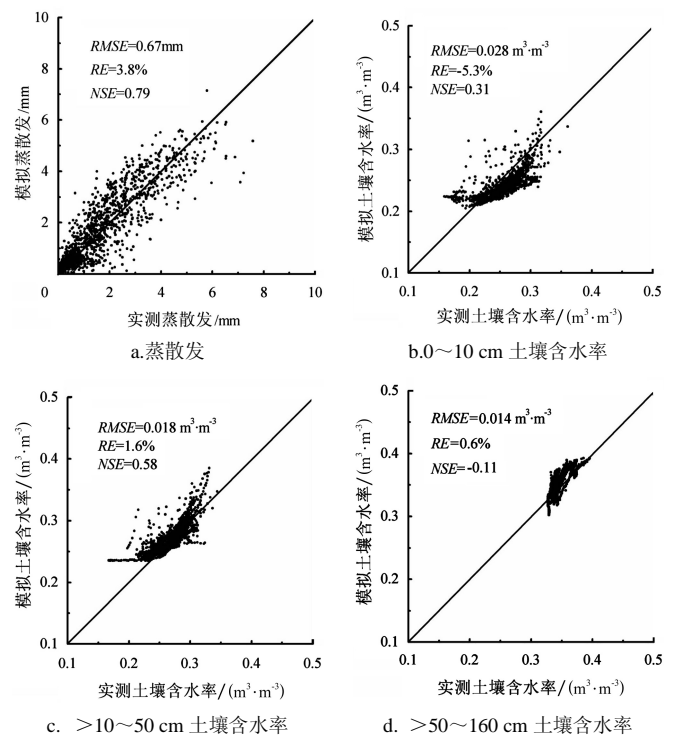 10
8
6
4
2
0
2
4
6
8
10
RMSE=0.67mm
RE=3.8%
NSE=0.79
模拟蒸散发/mm
实测蒸散发/mm
a.蒸散发
0.5
0.4
0.3
0.2
0.1
0.1
0.2
0.3
0.4
0.5
RMSE=0.028 m³·m⁻³
RE=-5.3%
NSE=0.31
模拟土壤含水率/(m³·m⁻³)
实测土壤含水率/(m³·m⁻³)
b.0～10 cm 土壤含水率
0.5
0.4
0.3
0.2
0.1
0.1
0.2
0.3
0.4
0.5
RMSE=0.018 m³·m⁻³
RE=1.6%
NSE=0.58
模拟土壤含水率/(m³·m⁻³)
实测土壤含水率/(m³·m⁻³)
c. ＞10～50 cm 土壤含水率
0.5
0.4
0.3
0.2
0.1
0.1
0.2
0.3
0.4
0.5
RMSE=0.014 m³·m⁻³
RE=0.6%
NSE=-0.11
模拟土壤含水率/(m³·m⁻³)
实测土壤含水率/(m³·m⁻³)
d. ＞50～160 cm 土壤含水率